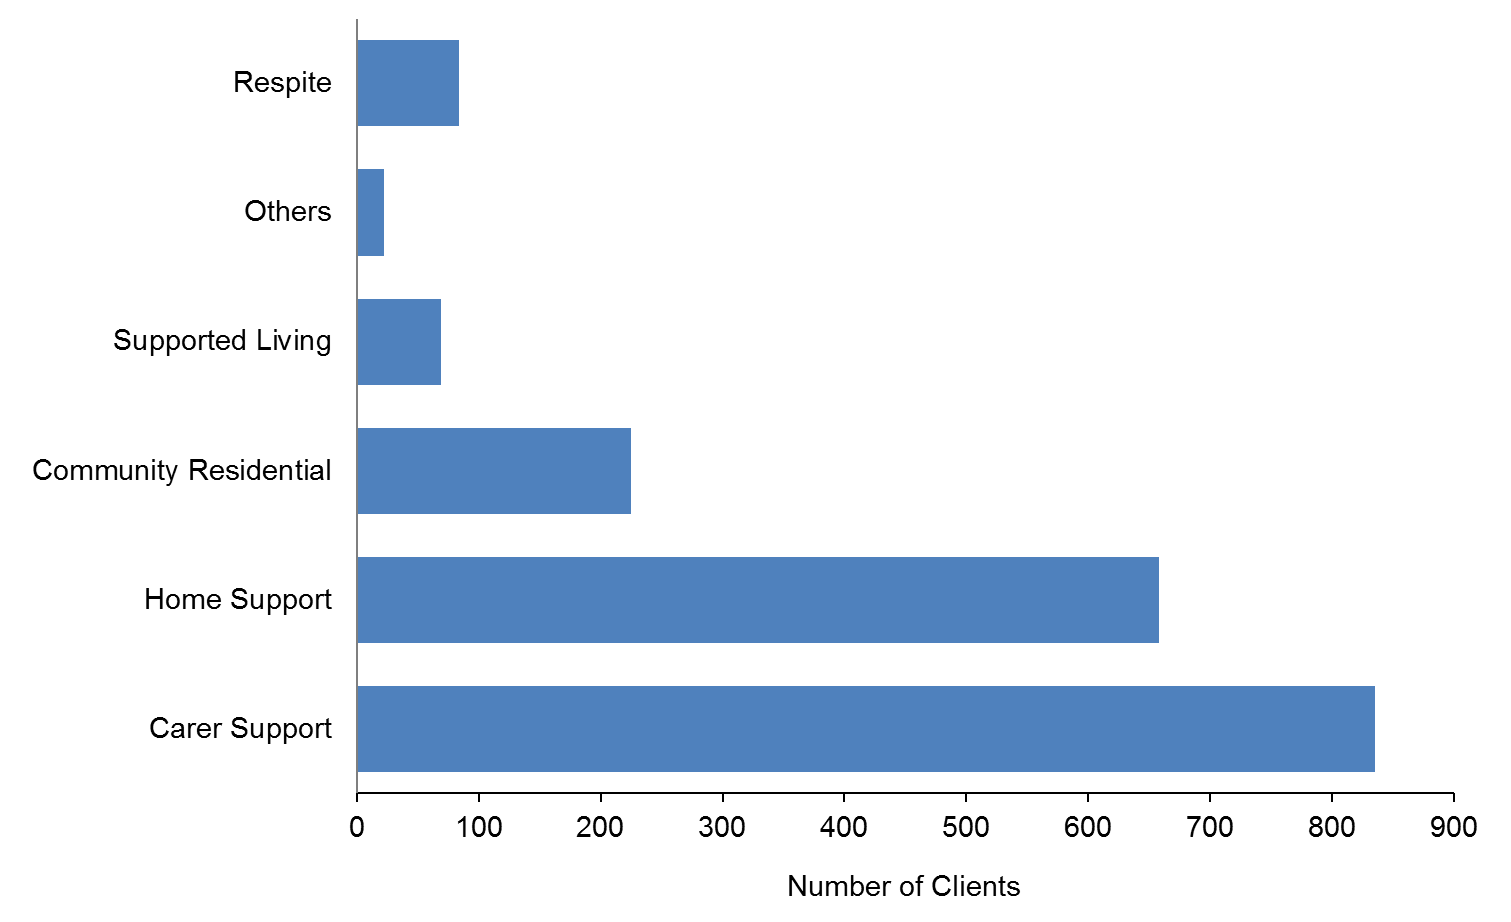 Respite
Others
Supported Living
Community Residential
Home Support
Carer Support
0 100 200 300 400 500 600 700 800 900
Number of Clients